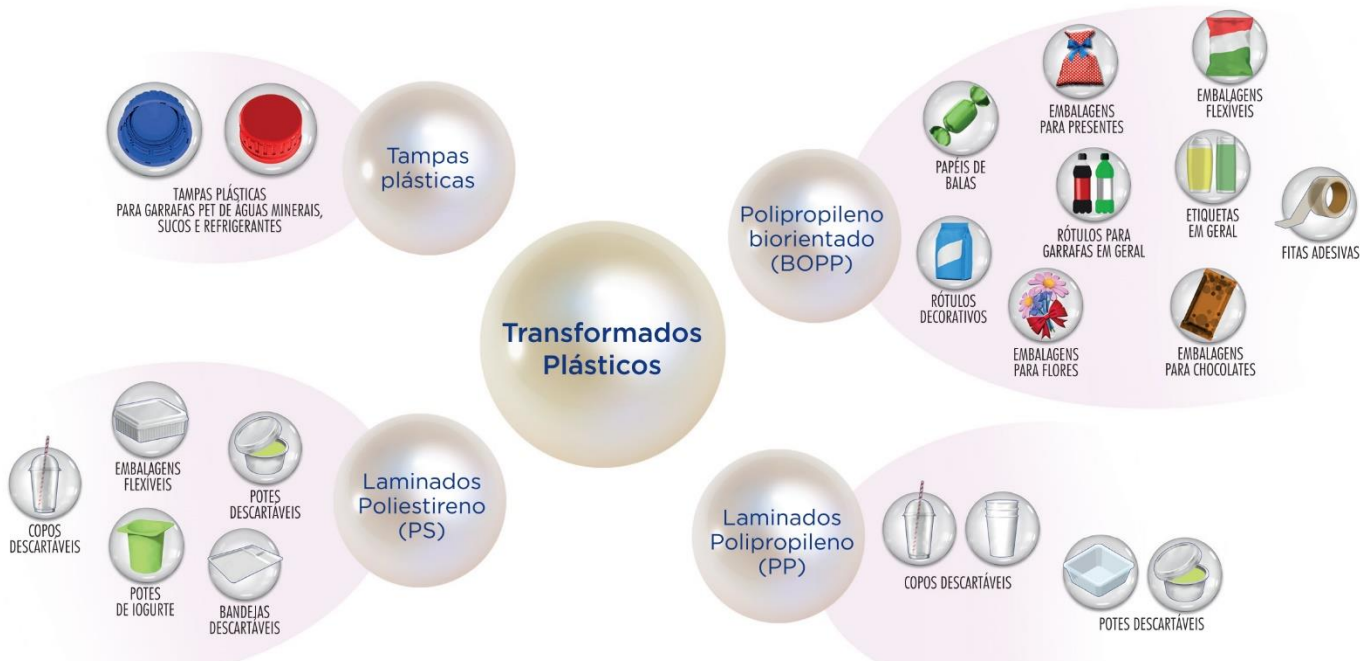 Transformados
Plásticos
Tampas
plásticas
TAMPAS PLÁSTICAS
PARA GARRAFAS PET DE ÁGUAS MINERAIS,
SUCOS E REFRIGERANTES
Polipropileno
biorientado
(BOPP)
EMBALAGENS
PARA PRESENTES
EMBALAGENS
FLEXÍVEIS
PAPÉIS DE
BALAS
RÓTULOS PARA
GARRAFAS EM GERAL
ETIQUETAS
EM GERAL
FITAS ADESIVAS
RÓTULOS
DECORATIVOS
EMBALAGENS
PARA FLORES
EMBALAGENS
PARA CHOCOLATES
Laminados
Poliestireno
(PS)
EMBALAGENS
FLEXÍVEIS
POTES
DESCARTÁVEIS
COPOS
DESCARTÁVEIS
POTES
DE IOGURTE
BANDEJAS
DESCARTÁVEIS
Laminados
Polipropileno
(PP)
COPOS DESCARTÁVEIS
POTES DESCARTÁVEIS